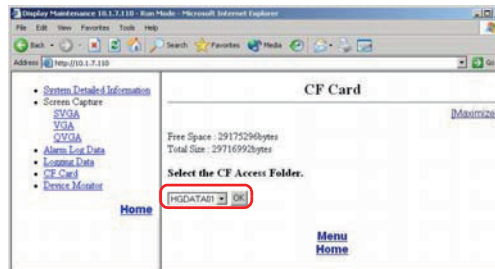 Display Maintenance 10.1.7.110 - Run Mode - Microsoft Internet Explorer
File Edit View Favorites Tools Help
Back Search Favorites Media
Address http://10.1.7.110 Go
System Detailed Information
Screen Capture
SVGA
VGA
QVGA
Alarm Log Data
Logging Data
CF Card
Device Monitor
Home
CF Card
[Maximize
Free Space : 29175296bytes
Total Size : 29716992bytes
Select the CF Access Folder.
HGDATA01 OK
Menu
Home